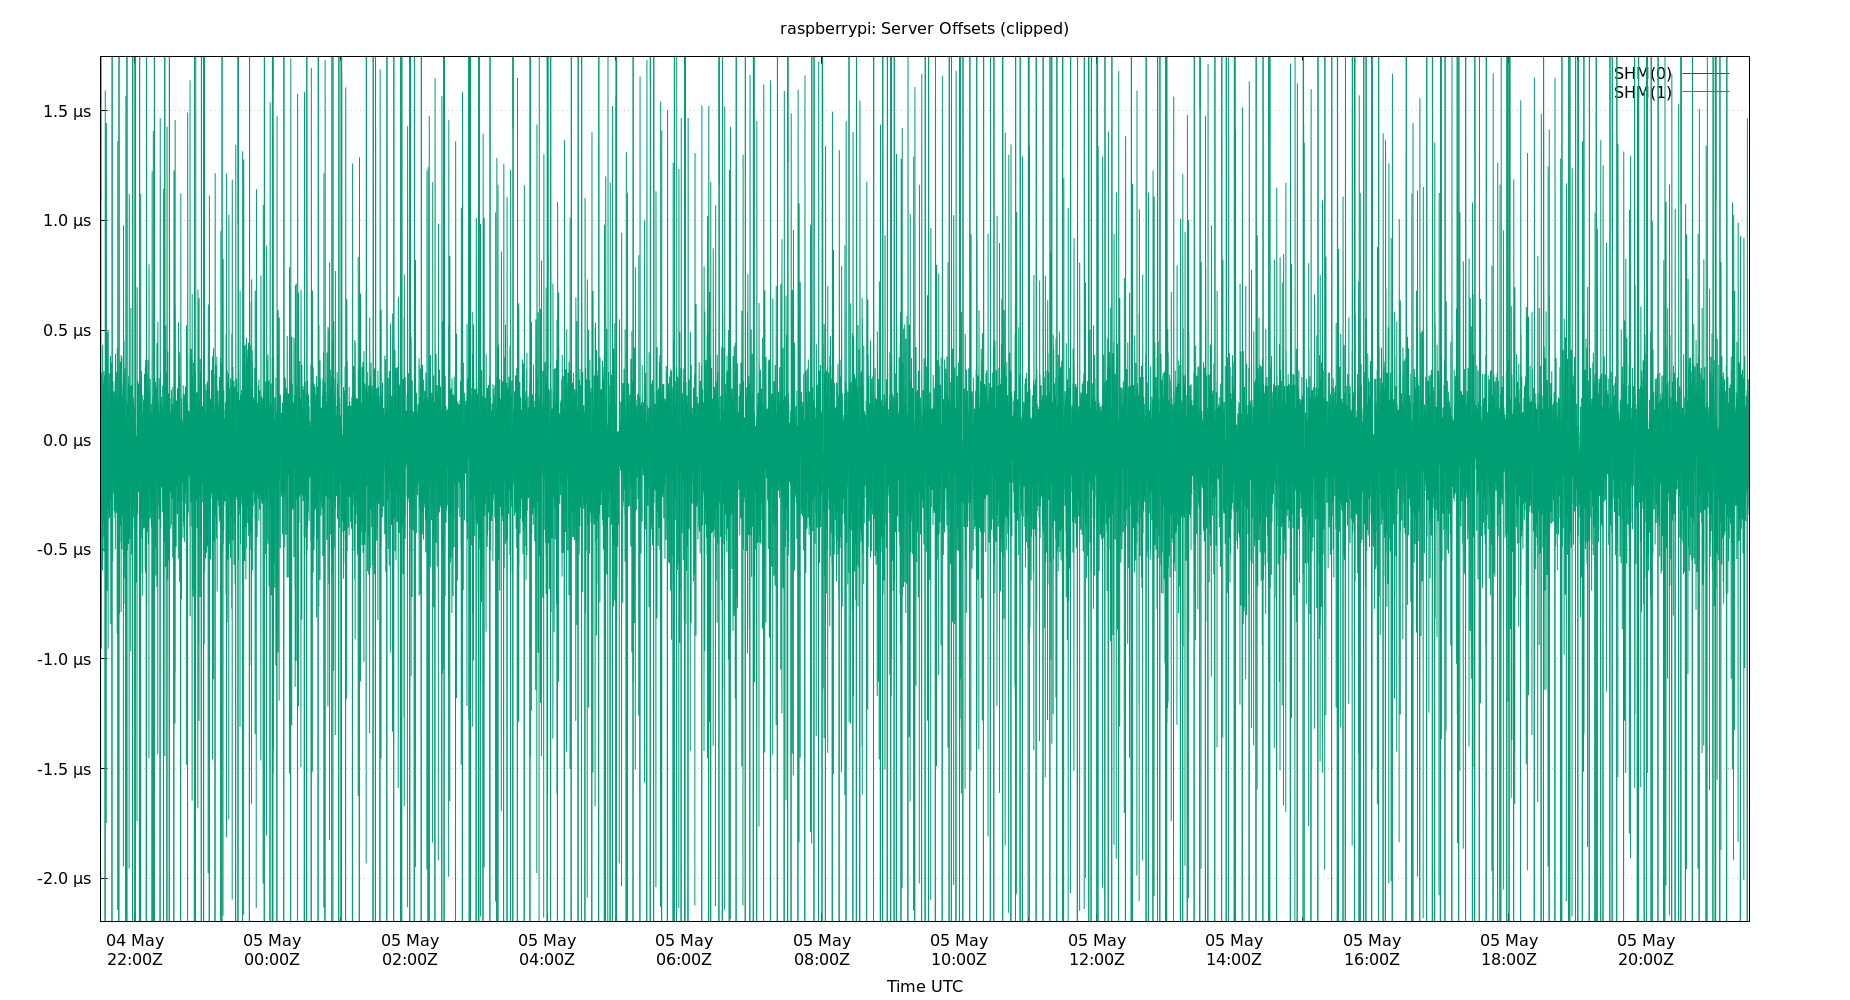 raspberrypi: Server Offsets (clipped)
SHM(0)
SHM(1)
1.5 µs
1.0 µs
0.5 µs
0.0 µs
-0.5 µs
-1.0 µs
-1.5 µs
-2.0 µs
04 May 05 May 05 May 05 May 05 May 05 May 05 May 05 May 05 May 05 May 05 May 05 May
22:00Z 00:00Z 02:00Z 04:00Z 06:00Z 08:00Z 10:00Z 12:00Z 14:00Z 16:00Z 18:00Z 20:00Z
Time UTC